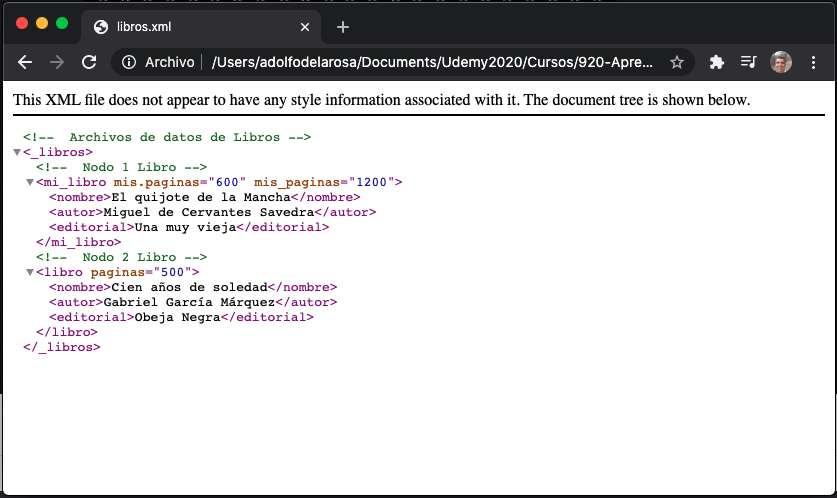 libros.xml
Archivo | /Users/adolfodelarosa/Documents/Udemy2020/Cursos/920-Apre...
This XML file does not appear to have any style information associated with it. The document tree is shown below.
<!-- Archivos de datos de Libros -->
▼<_libros>
<!-- Nodo 1 Libro -->
▼<mi_libro mis.paginas="600" mis_paginas="1200">
<nombre>El quijote de la Mancha</nombre>
<autor>Miguel de Cervantes Savedra</autor>
<editorial>Una muy vieja</editorial>
</mi_libro>
<!-- Nodo 2 Libro -->
▼<libro paginas="500">
<nombre>Cien años de soledad</nombre>
<autor>Gabriel García Márquez</autor>
<editorial>Obeja Negra</editorial>
</libro>
</_libros>